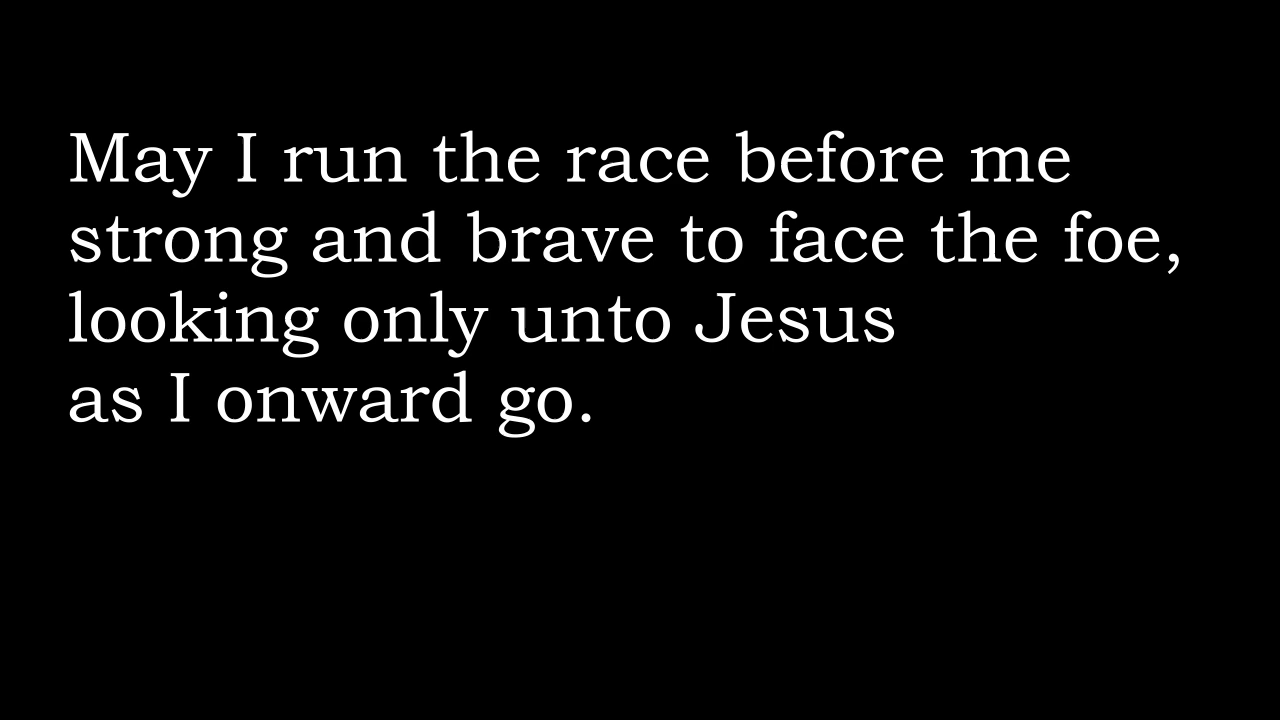 May I run the race before me
strong and brave to face the foe,
looking only unto Jesus
as I onward go.